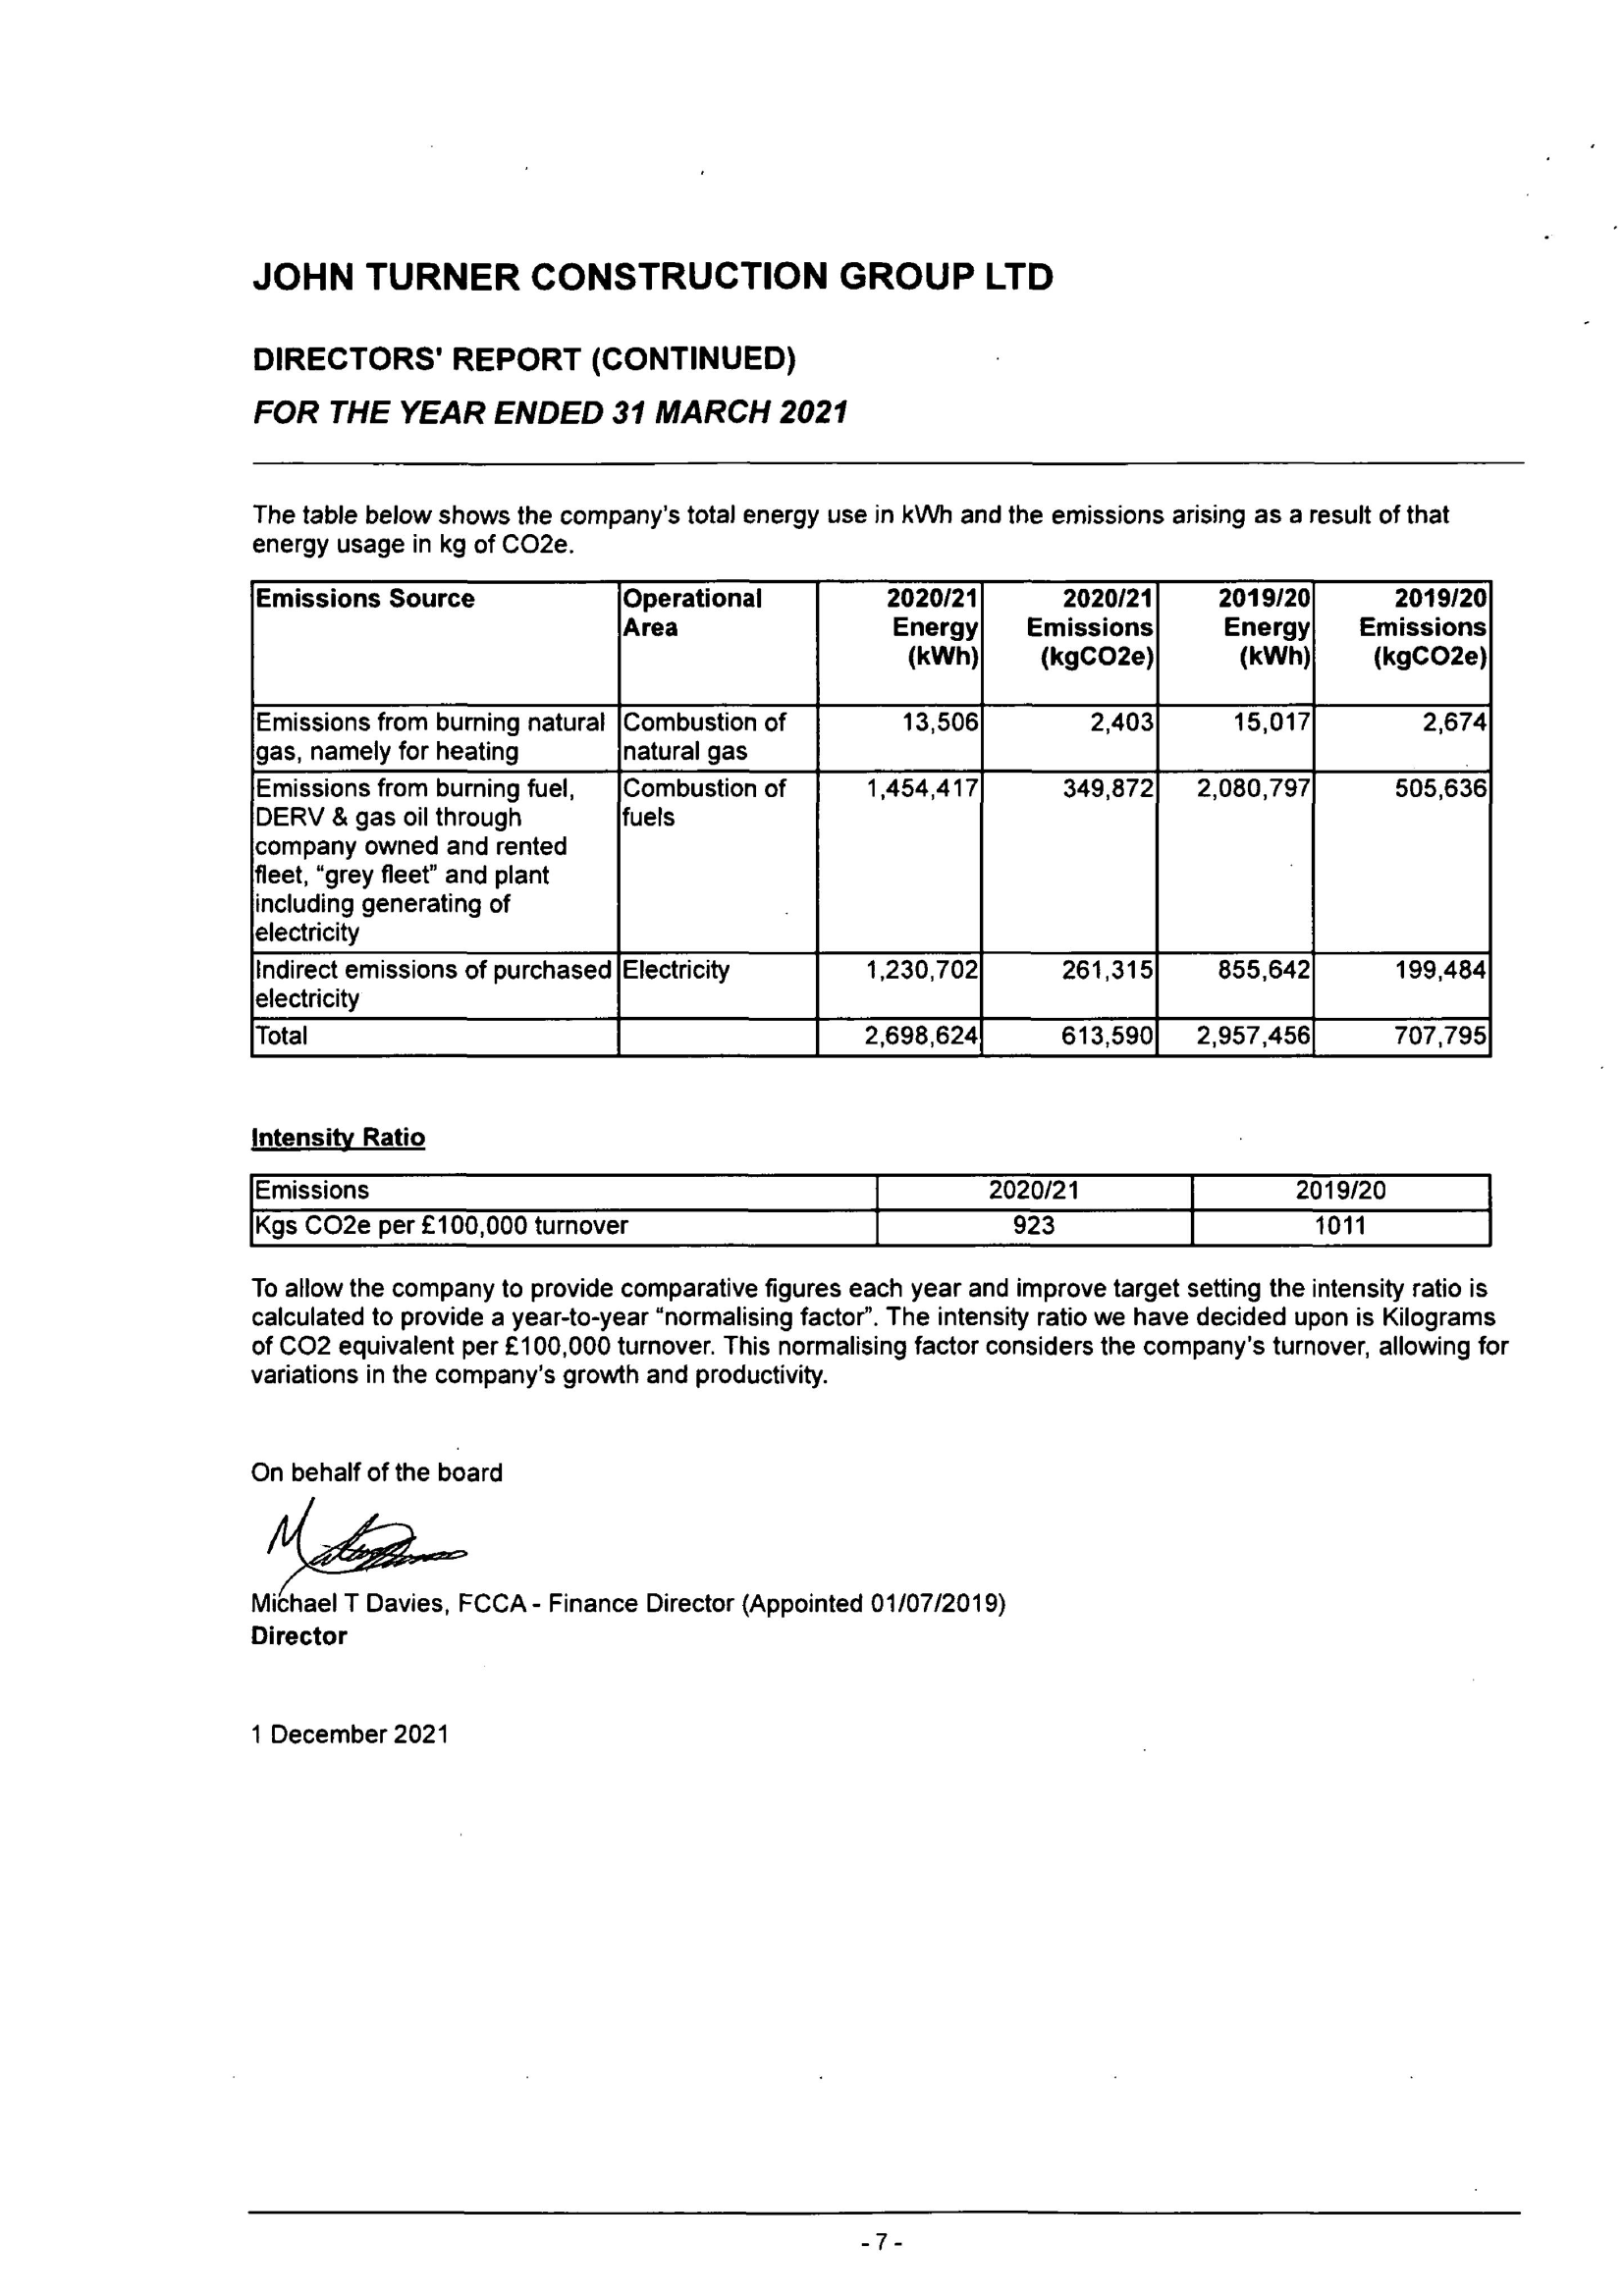 JOHN TURNER CONSTRUCTION GROUP LTD
DIRECTORS' REPORT (CONTINUED)
FOR THE YEAR ENDED 31 MARCH 2021
The table below shows the company's total energy use in kWh and the emissions arising as a result of that
energy usage in kg of CO2e.
Emissions Source Operational 2020/21 2020/21 2019/20 2019/20
Area Energy Emissions Energy Emissions
(kWh) (kgCO2e) (kWh) (kgCO2e)
Emissions from burning natural Combustion of 13,506 2,403 15,017 2,674
gas, namely for heating natural gas
Emissions from burning fuel, Combustion of 1,454,417 349,872 2,080,797 505,636
DERV & gas oil through fuels
company owned and rented
fleet, “grey fleet” and plant
including generating of
electricity
Indirect emissions of purchased Electricity 1,230,702 261,315 855,642 199,484
electricity
Total 2,698,624 613,590 2,957,456 707,795
Intensity Ratio
Emissions 2020/21 2019/20
Kgs CO2e per £100,000 turnover 923 1011
To allow the company to provide comparative figures each year and improve target setting the intensity ratio is
calculated to provide a year-to-year “normalising factor”. The intensity ratio we have decided upon is Kilograms
of CO2 equivalent per £100,000 turnover. This normalising factor considers the company's turnover, allowing for
variations in the company's growth and productivity.
On behalf of the board
Michael T Davies, FCCA - Finance Director (Appointed 01/07/2019)
Director
1 December 2021
- 7 -